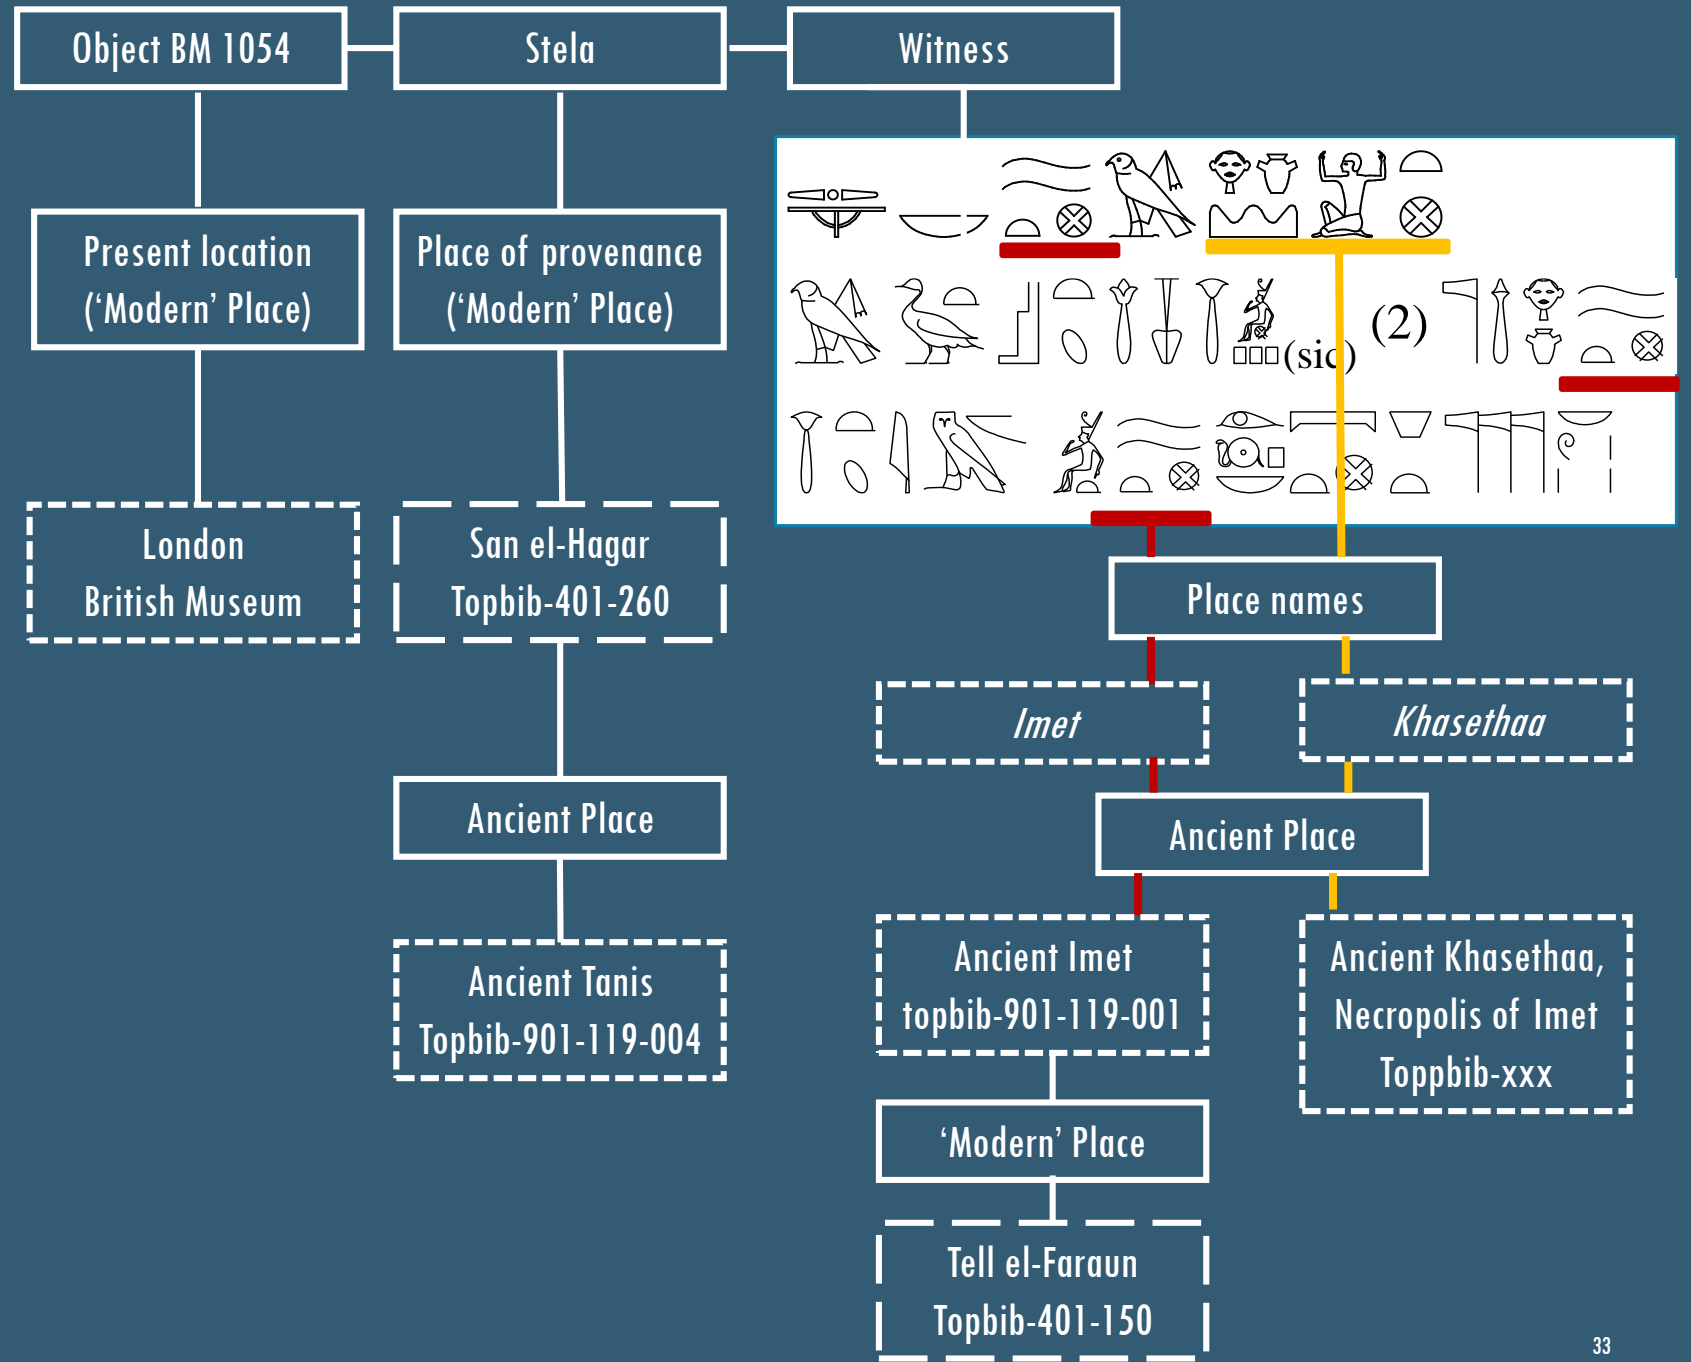 Object BM 1054
Stela
Witness
Present location
(‘Modern’ Place)
Place of provenance
(‘Modern’ Place)
(sic)
(2)
London
British Museum
San el-Hagar
Topbib-401-260
Place names
Imet
Khasethaa
Ancient Place
Ancient Place
Ancient Tanis
Topbib-901-119-004
Ancient Imet
topbib-901-119-001
Ancient Khasethaa,
Necropolis of Imet
Toppbib-xxx
‘Modern’ Place
Tell el-Faraun
Topbib-401-150
33